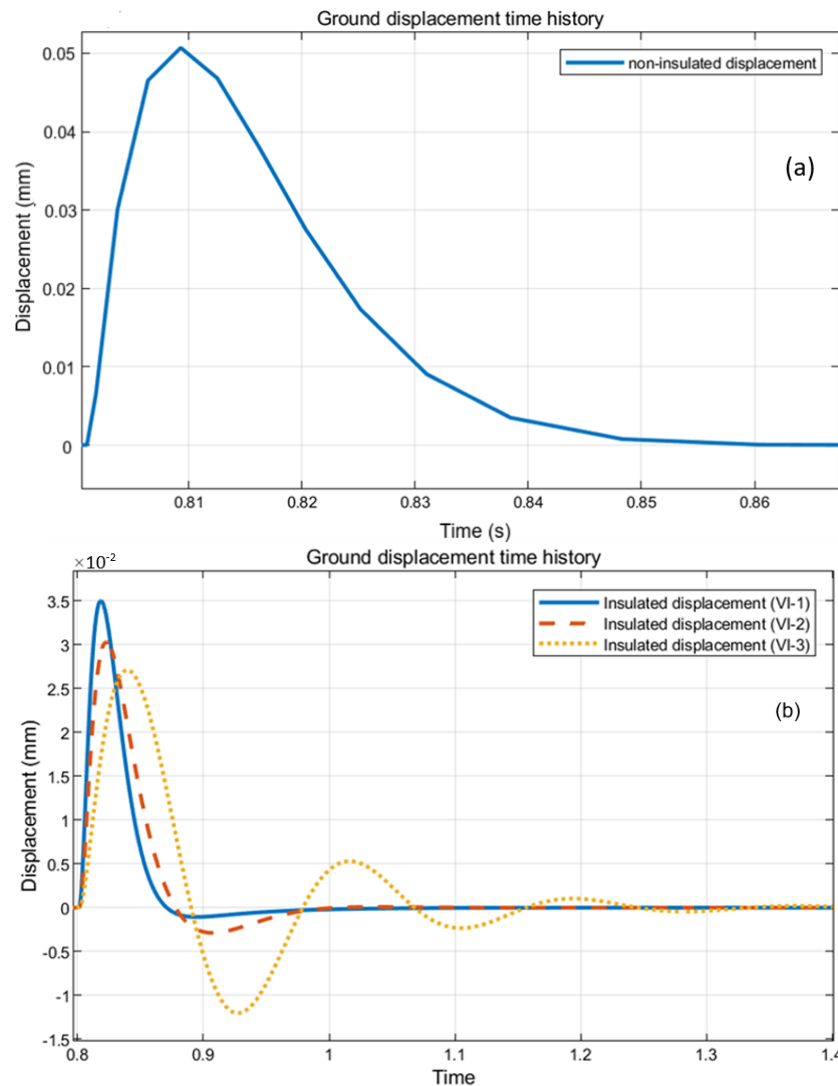 Ground displacement time history
non-insulated displacement
(a)
Displacement (mm)
0.05
0.04
0.03
0.02
0.01
0
0.81 0.82 0.83 0.84 0.85 0.86
Time (s)
Ground displacement time history
×10-2
Insulated displacement (VI-1)
Insulated displacement (VI-2)
Insulated displacement (VI-3)
(b)
Displacement (mm)
3.5
3
2.5
2
1.5
1
0.5
0
-0.5
-1
-1.5
0.8 0.9 1 1.1 1.2 1.3 1.4
Time